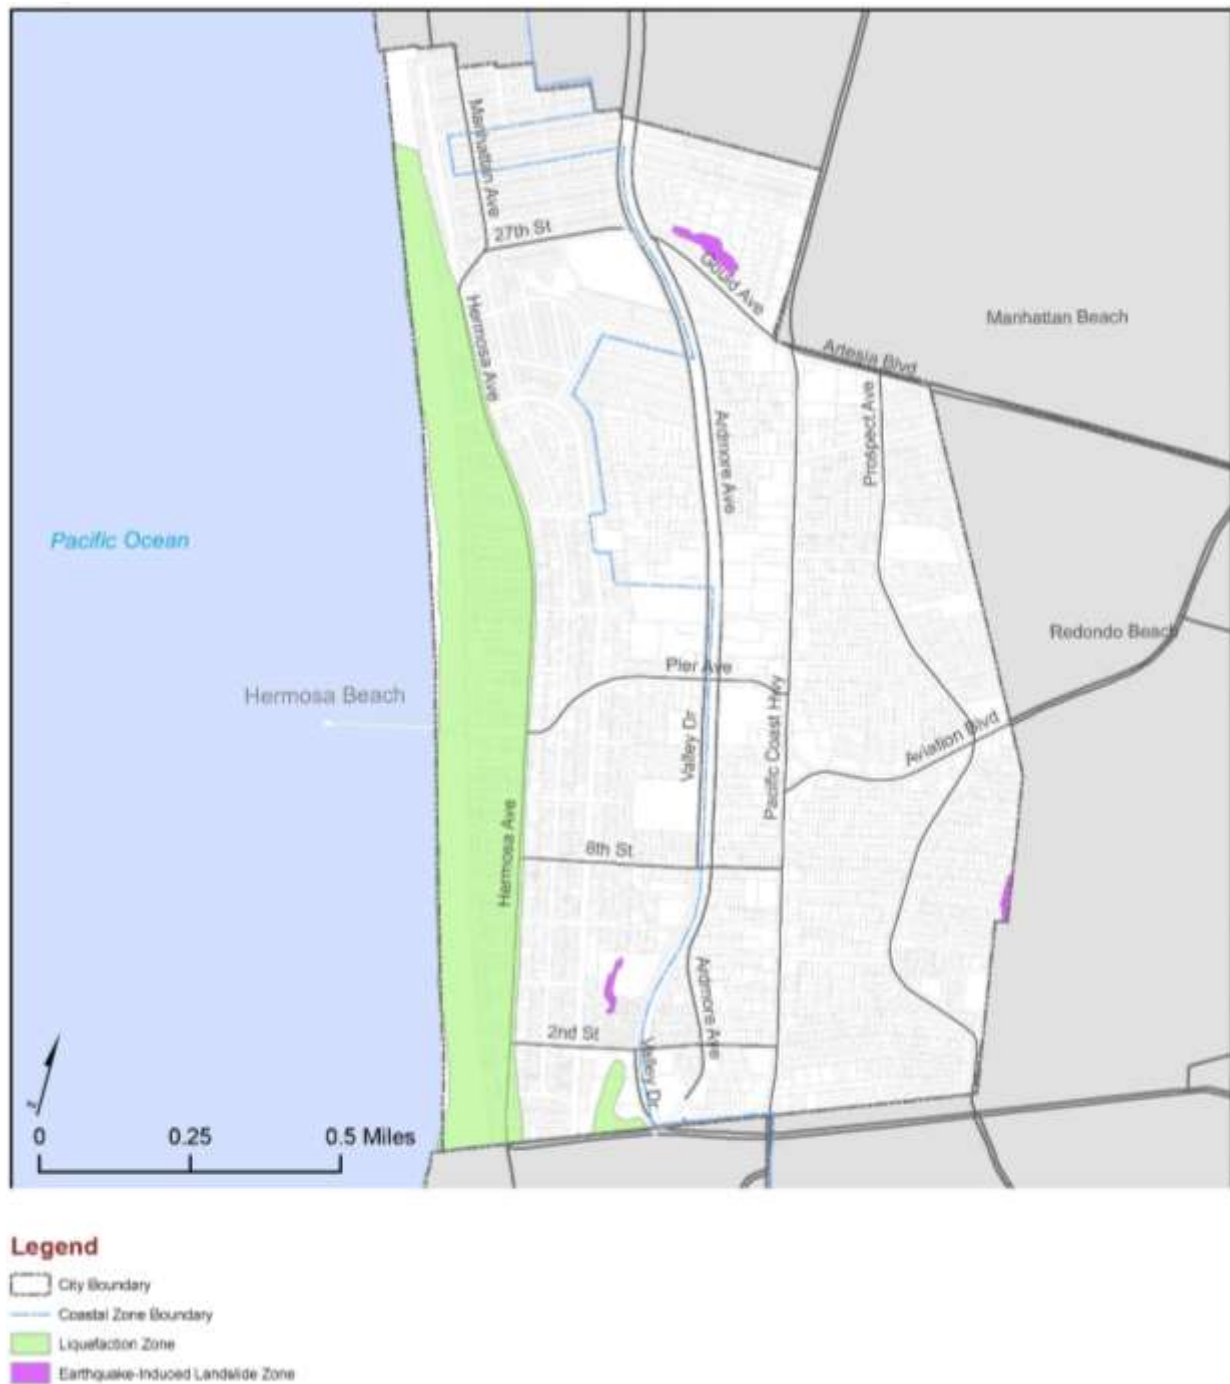 Manhattan Ave
27th St
Gould Ave
Hermosa Ave
Manhattan Beach
Artesia Blvd
Prospect Ave
Ardmore Ave
Pacific Ocean
Redondo Beach
Pier Ave
Hermosa Beach
Valley Dr
Pacific Coast Hwy
Aviation Blvd
Hermosa Ave
8th St
Ardmore Ave
2nd St
Valley Dr
z
0 0.25 0.5 Miles
Legend
City Boundary
Coastal Zone Boundary
Liquefaction Zone
Earthquake-Induced Landslide Zone